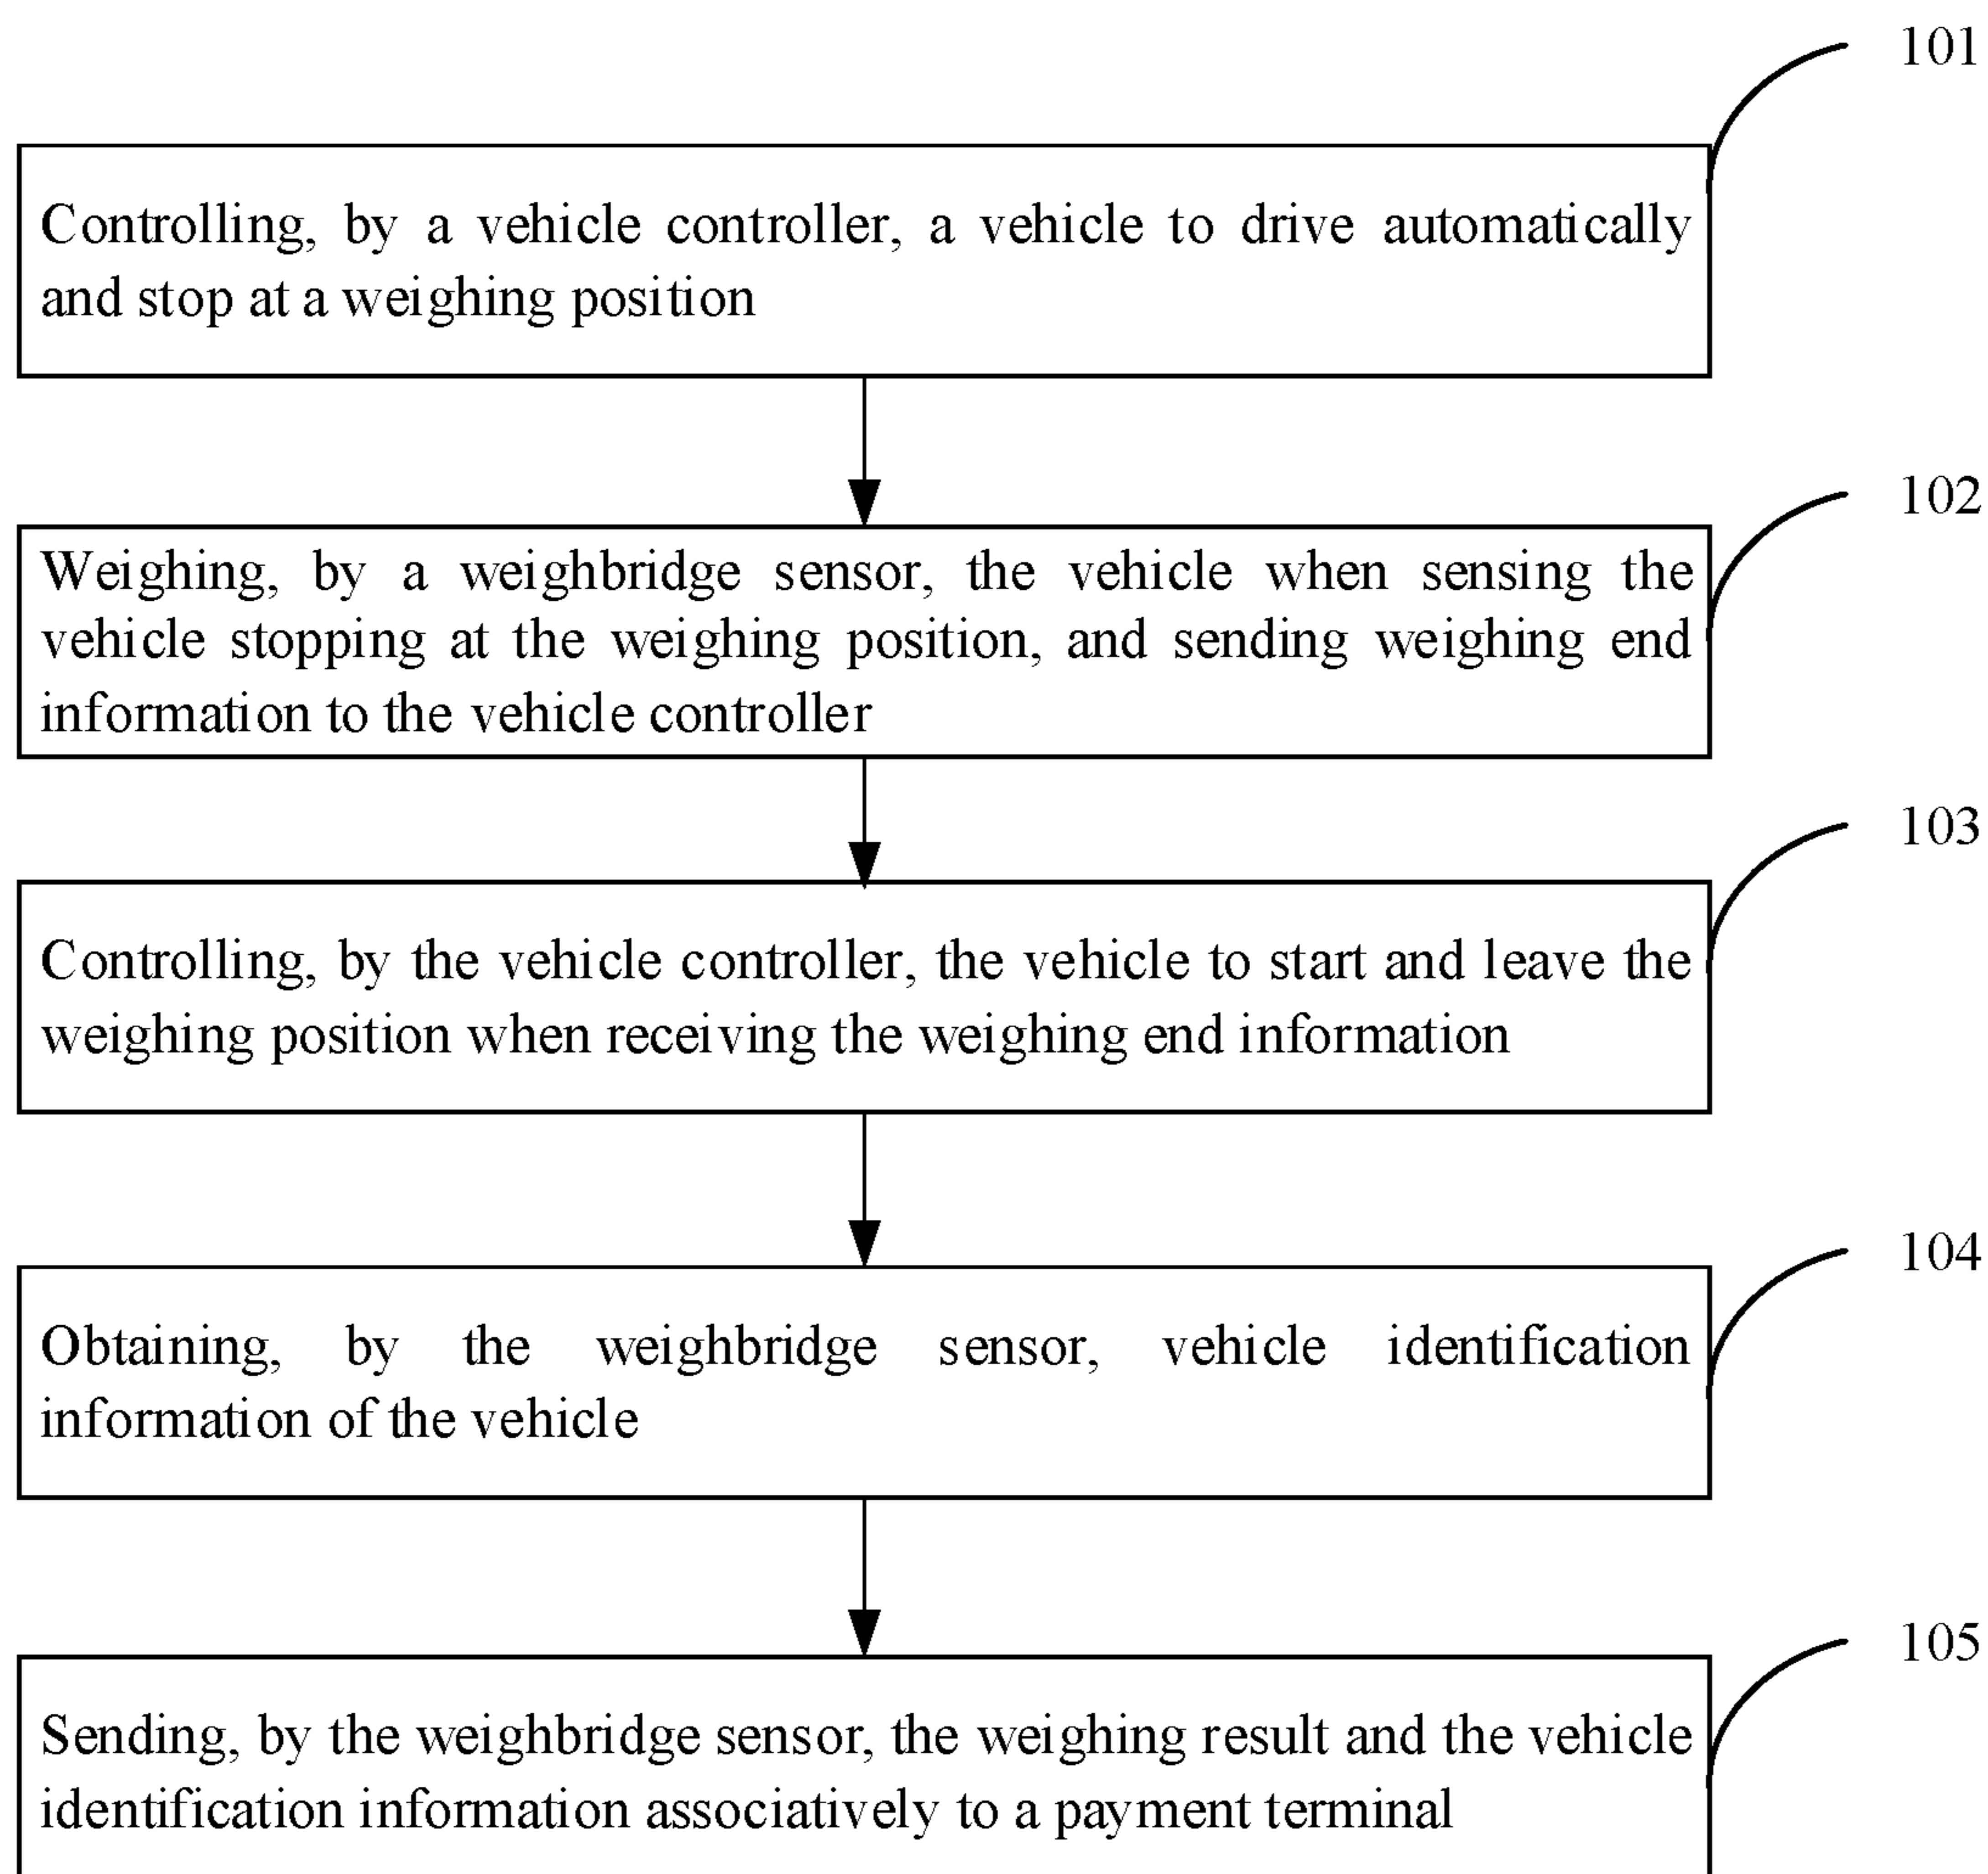 101
Controlling, by a vehicle controller, a vehicle to drive automatically
and stop at a weighing position
102
Weighing, by a weighbridge sensor, the vehicle when sensing the
vehicle stopping at the weighing position, and sending weighing end
information to the vehicle controller
103
Controlling, by the vehicle controller, the vehicle to start and leave the
weighing position when receiving the weighing end information
104
Obtaining, by the weighbridge sensor, vehicle identification
information of the vehicle
105
Sending, by the weighbridge sensor, the weighing result and the vehicle
identification information associatively to a payment terminal